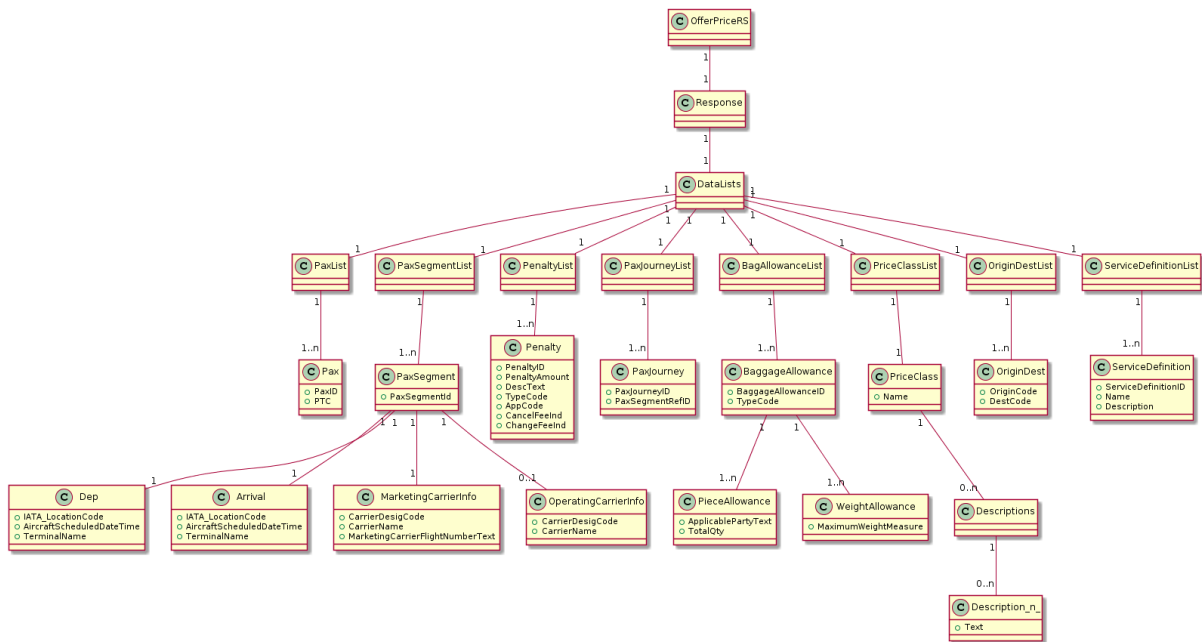 C OfferPriceRS
1
1
C Response
1
1
C DataLists
1 1 1 1 1 1 1 1
1 1 1 1 1 1 1 1
C PaxList
C PaxSegmentList
C PenaltyList
C PaxJourneyList
C BagAllowanceList
C PriceClassList
C OriginDestList
C ServiceDefinitionList
1 1 1 1 1 1 1 1
1..n 1..n 1..n 1..n 1..n 1 1..n 1..n
C Pax
PaxID
PTC
C PaxSegment
PaxSegmentId
C Penalty
PenaltyID
PenaltyAmount
DescText
TypeCode
AppCode
CancelFeeInd
ChangeFeeInd
C PaxJourney
PaxJourneyID
PaxSegmentRefID
C BaggageAllowance
BaggageAllowanceID
TypeCode
C PriceClass
Name
C OriginDest
OriginCode
DestCode
C ServiceDefinition
ServiceDefinitionID
Name
Description
1 1 1 1 1 1 1
1 1 1 0..1 1..n 1..n 0..n
C Dep
IATA_LocationCode
AircraftScheduledDateTime
TerminalName
C Arrival
IATA_LocationCode
AircraftScheduledDateTime
TerminalName
C MarketingCarrierInfo
CarrierDesigCode
CarrierName
MarketingCarrierFlightNumberText
C OperatingCarrierInfo
CarrierDesigCode
CarrierName
C PieceAllowance
ApplicablePartyText
TotalQty
C WeightAllowance
MaximumWeightMeasure
C Descriptions
1
0..n
C Description_n_
Text